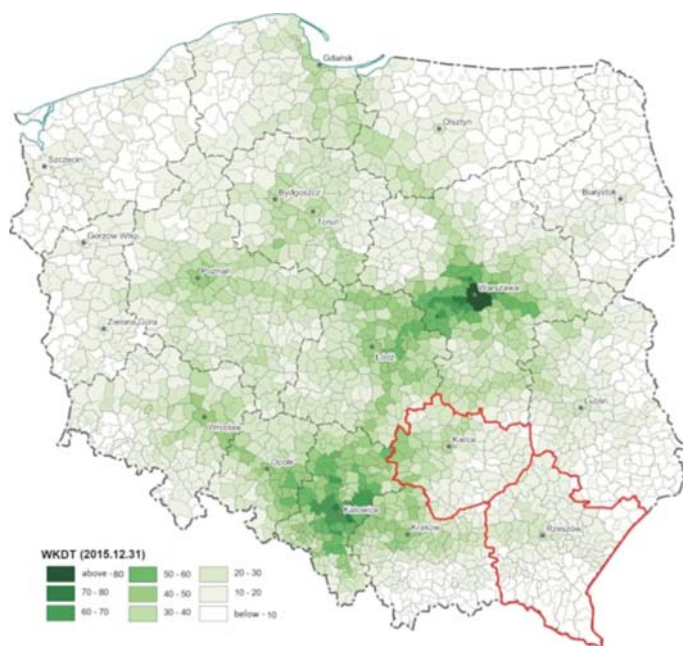 Gdańsk
Olsztyn
Szczecin
Bydgoszcz
Białystok
Toruń
Gorzów Wlkp.
Poznań
Warszawa
Zielona Góra
Łódź
Lublin
Wrocław
Kielce
Opole
Katowice
Kraków
Rzeszów
WKDT (2015.12.31)
above - 80 50 - 60 20 - 30
70 - 80 40 - 50 10 - 20
60 - 70 30 - 40 below - 10